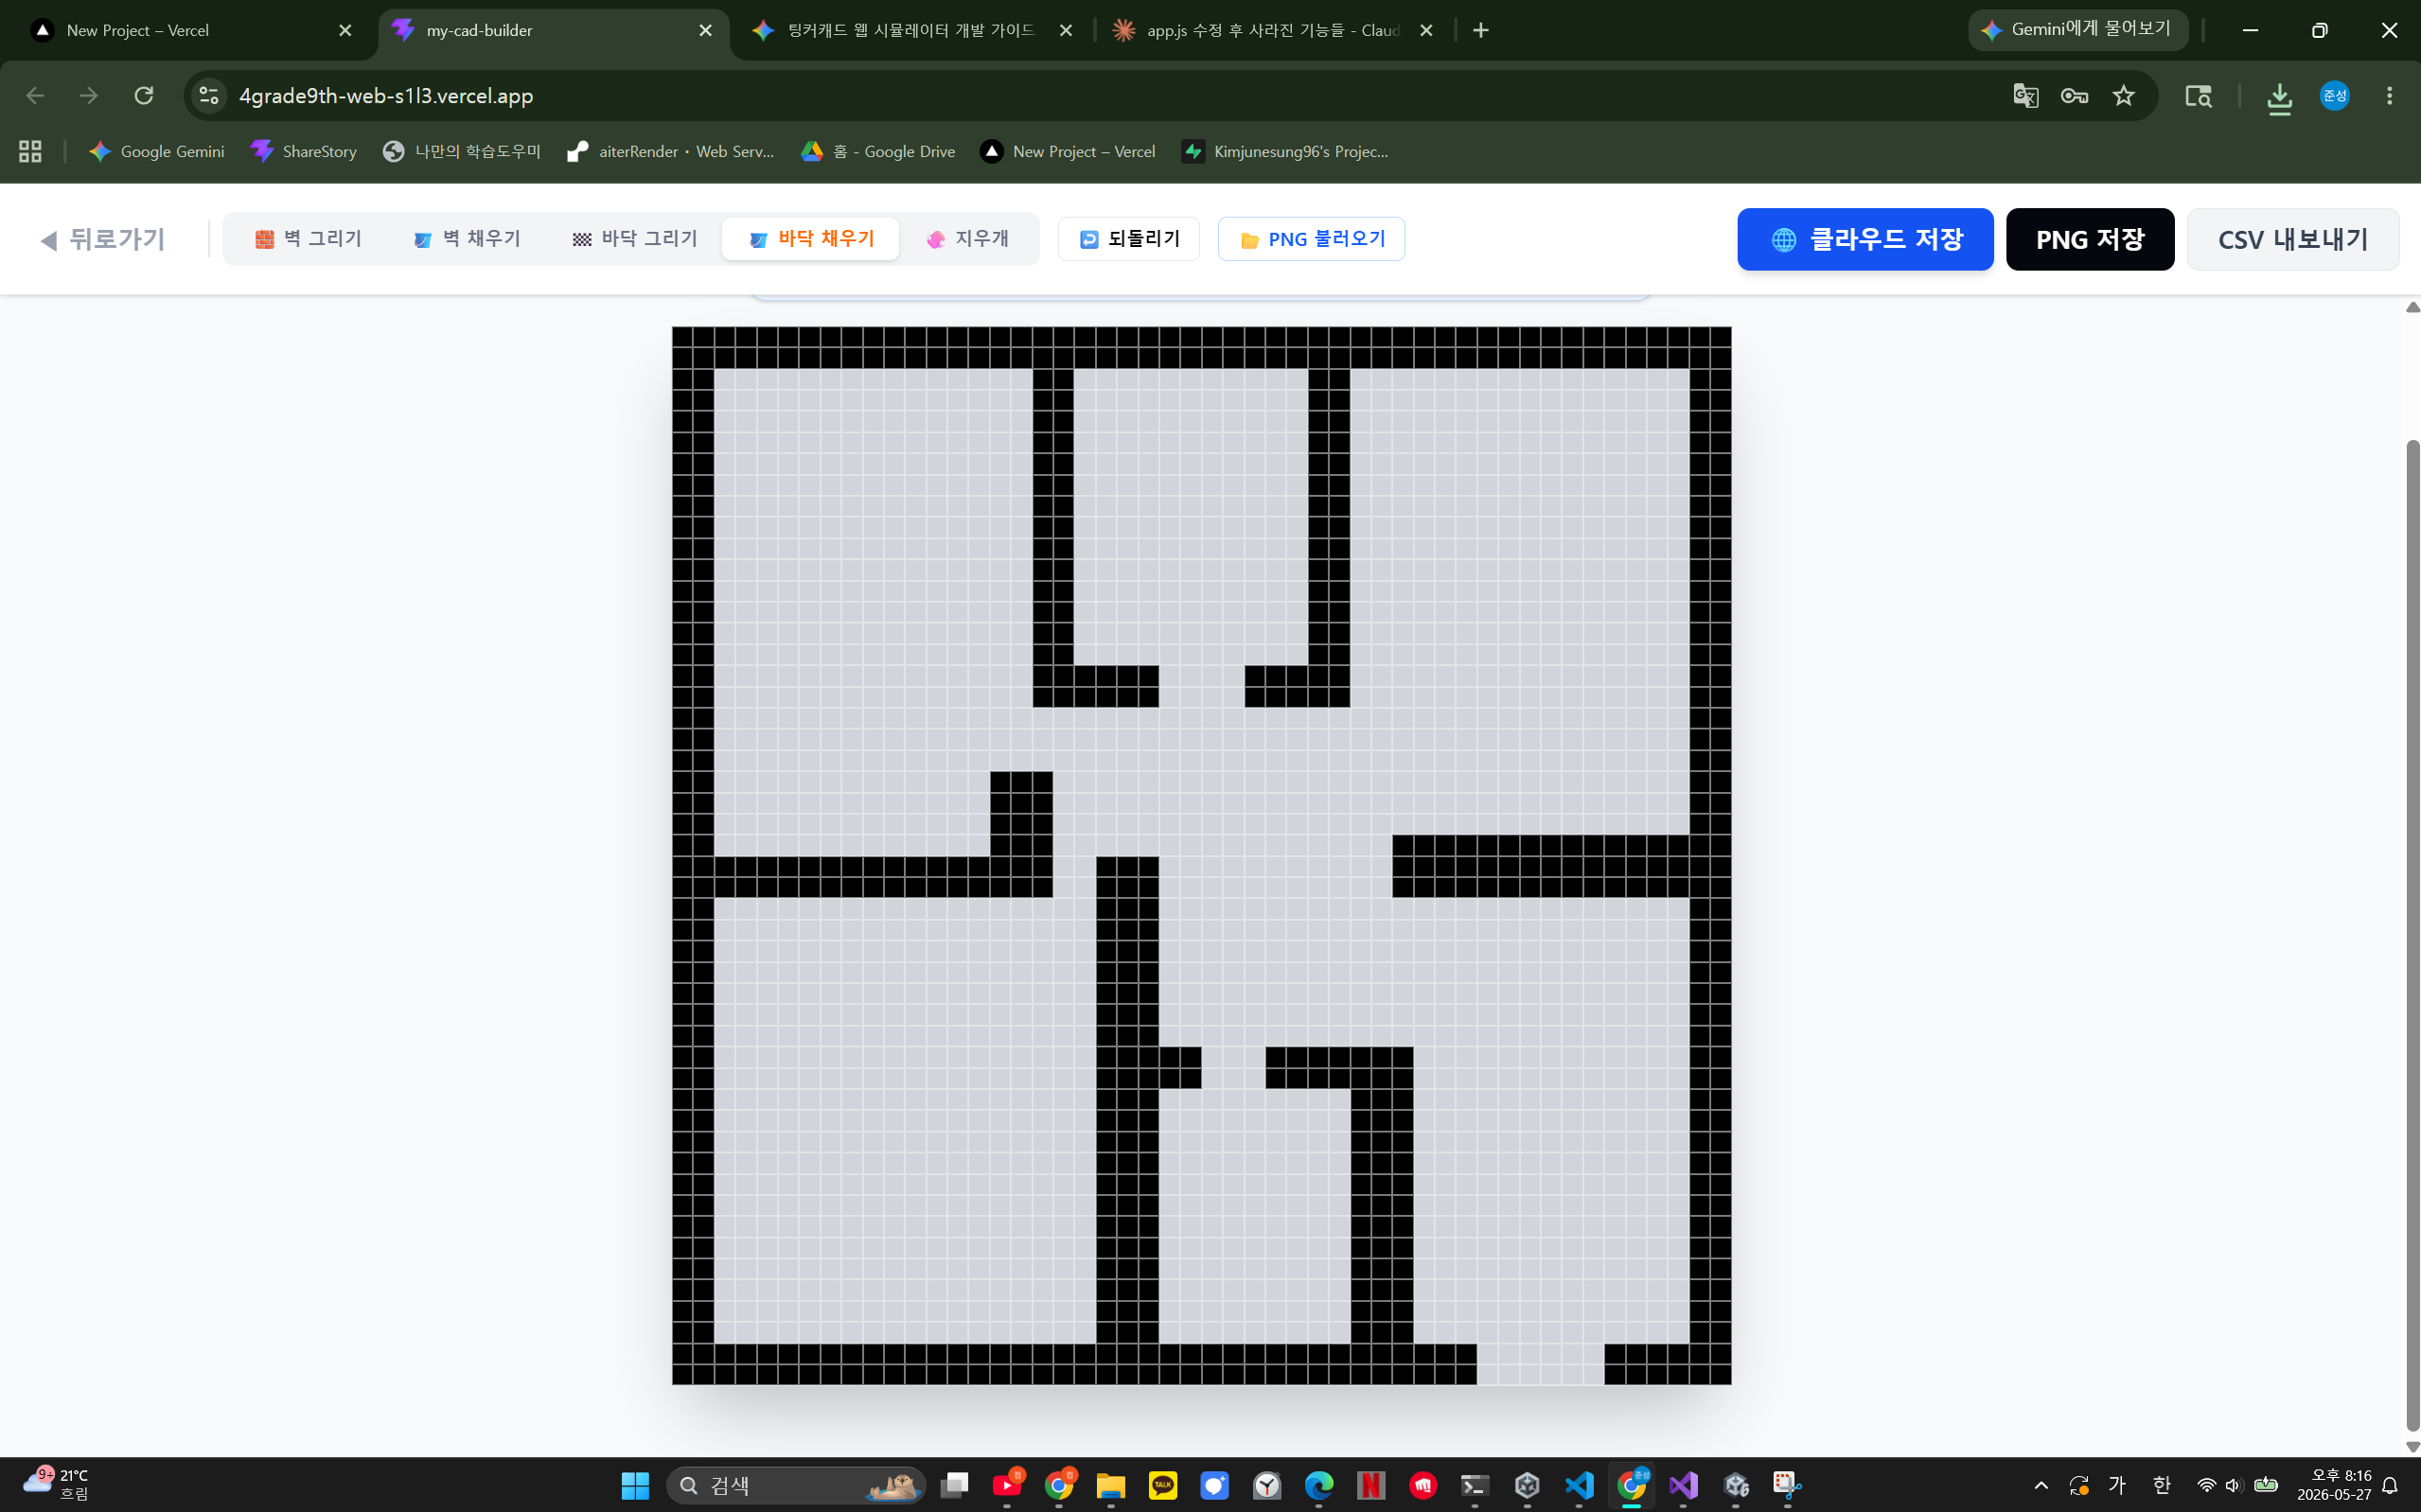 New Project – Vercel
my-cad-builder
팅커캐드 웹 시뮬레이터 개발 가이드
app.js 수정 후 사라진 기능들 - Claud
Gemini에게 물어보기
4grade9th-web-s1l3.vercel.app
준성
Google Gemini
ShareStory
나만의 학습도우미
aiterRender · Web Serv...
홈 - Google Drive
New Project – Vercel
Kimjunesung96's Projec...
◀ 뒤로가기
벽 그리기
벽 채우기
바닥 그리기
바닥 채우기
지우개
되돌리기
PNG 불러오기
클라우드 저장
PNG 저장
CSV 내보내기
9+
21°C
흐림
검색
TALK
준성
가
한
오후 8:16
2026-05-27